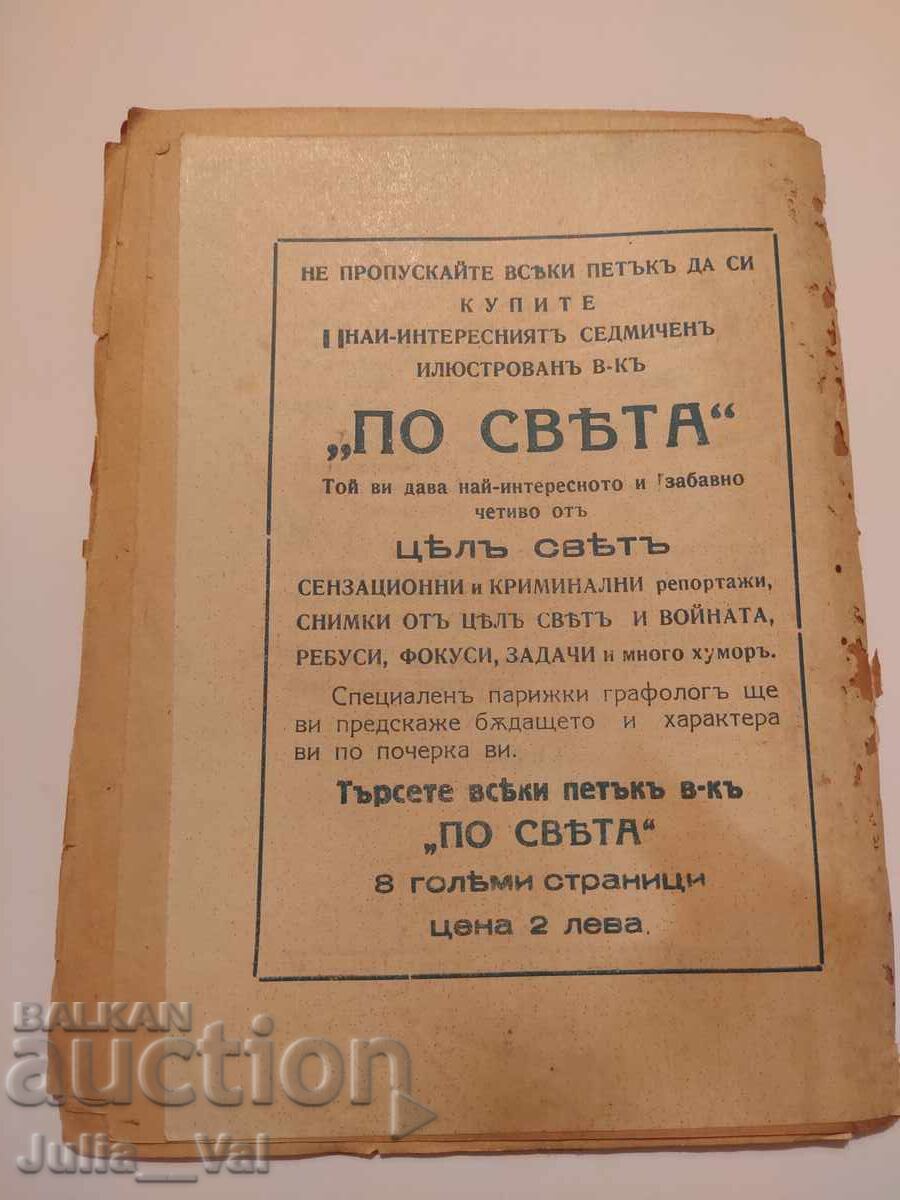 НЕ ПРОПУСКАЙТЕ ВСѢКИ ПЕТЪКЪ ДА СИ
КУПИТЕ
НАИ-ИНТЕРЕСНИЯТЪ СЕДМИЧЕНЪ
ИЛЮСТРОВАНЪ В-КЪ
„ПО СВѢТА“
Той ви дава най-интересното и забавно
четиво отъ
ЦѢЛЪ СВѢТЪ
СЕНЗАЦИОННИ и КРИМИНАЛНИ репортажи,
СНИМКИ ОТЪ ЦѢЛЪ СВѢТЪ И ВОЙНАТА,
РЕБУСИ, ФОКУСИ, ЗАДАЧИ и много хуморъ.
Специаленъ парижки графологъ ще
ви предскаже бѫдащето и характера
ви по почерка ви.
Търсете всѣки петъкъ в-къ
„ПО СВѢТА“
8 голѣми страници
цена 2 лева.
BALKAN
auction
Julia__Val